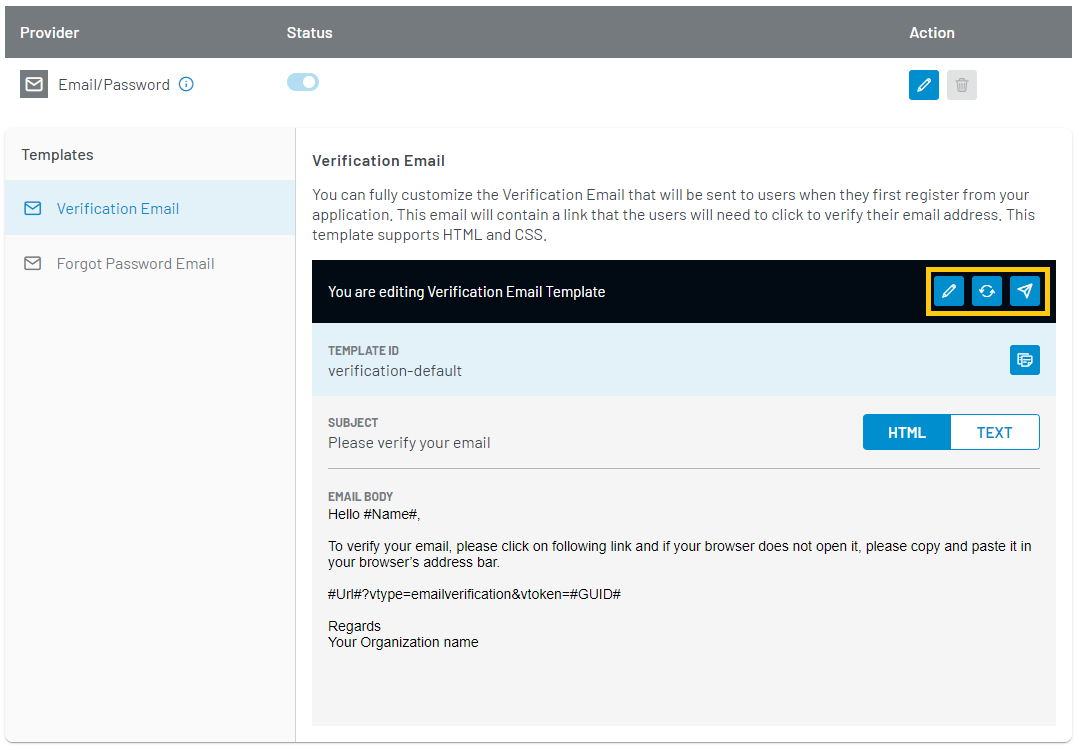 Provider Status Action
Email/Password
Templates
Verification Email
Forgot Password Email
Verification Email
You can fully customize the Verification Email that will be sent to users when they first register from your
application. This email will contain a link that the users will need to click to verify their email address. This
template supports HTML and CSS.
You are editing Verification Email Template
TEMPLATE ID
verification-default
SUBJECT
Please verify your email
HTML TEXT
EMAIL BODY
Hello #Name#,
To verify your email, please click on following link and if your browser does not open it, please copy and paste it in
your browser's address bar.
#Url#?vtype=emailverification&vtoken=#GUID#
Regards
Your Organization name